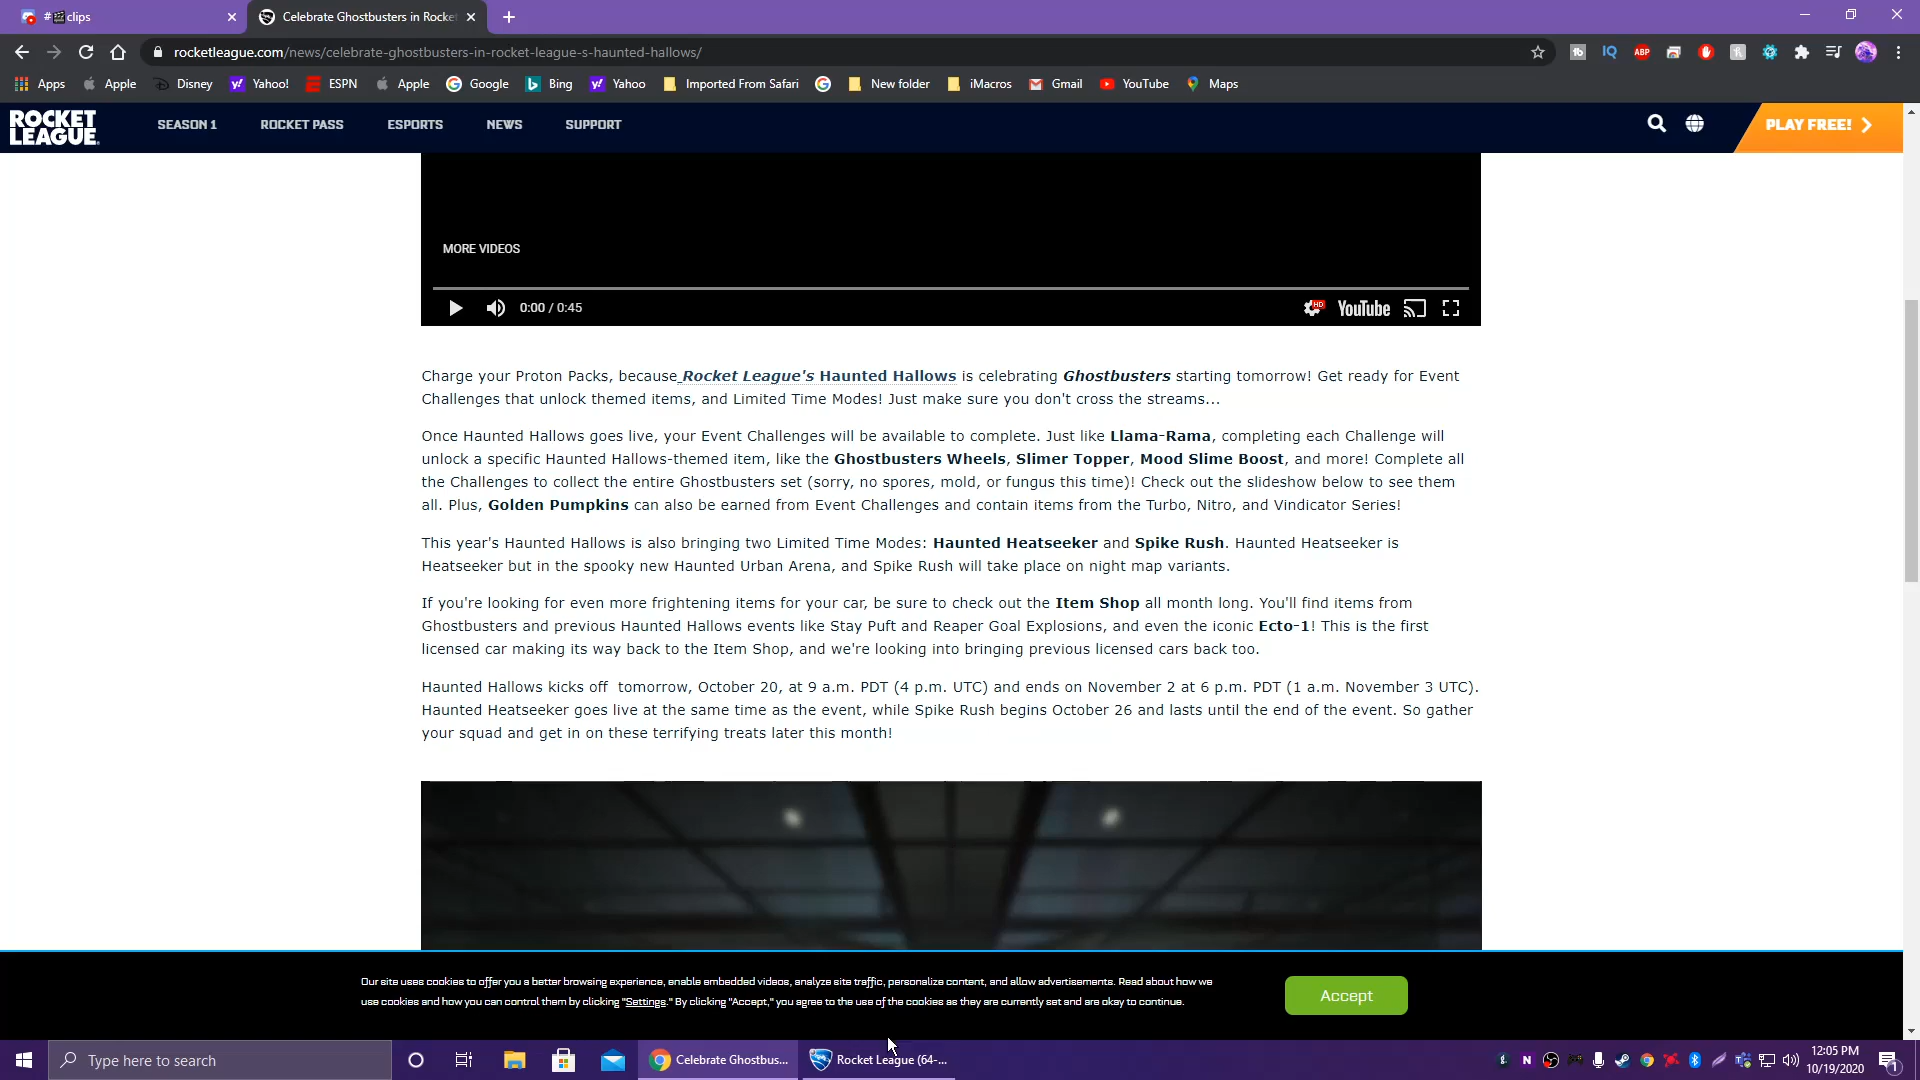 #🎬clips
Celebrate Ghostbusters in Rocket
rocketleague.com/news/celebrate-ghostbusters-in-rocket-league-s-haunted-hallows/
Apps Apple Disney Yahoo! ESPN Apple Google Bing Yahoo Imported From Safari New folder iMacros Gmail YouTube Maps
ROCKET LEAGUE
SEASON 1 ROCKET PASS ESPORTS NEWS SUPPORT
PLAY FREE!
MORE VIDEOS
0:00 / 0:45
HD YouTube
Charge your Proton Packs, because Rocket League's Haunted Hallows is celebrating Ghostbusters starting tomorrow! Get ready for Event
Challenges that unlock themed items, and Limited Time Modes! Just make sure you don't cross the streams...
Once Haunted Hallows goes live, your Event Challenges will be available to complete. Just like Llama-Rama, completing each Challenge will
unlock a specific Haunted Hallows-themed item, like the Ghostbusters Wheels, Slimer Topper, Mood Slime Boost, and more! Complete all
the Challenges to collect the entire Ghostbusters set (sorry, no spores, mold, or fungus this time)! Check out the slideshow below to see them
all. Plus, Golden Pumpkins can also be earned from Event Challenges and contain items from the Turbo, Nitro, and Vindicator Series!
This year's Haunted Hallows is also bringing two Limited Time Modes: Haunted Heatseeker and Spike Rush. Haunted Heatseeker is
Heatseeker but in the spooky new Haunted Urban Arena, and Spike Rush will take place on night map variants.
If you're looking for even more frightening items for your car, be sure to check out the Item Shop all month long. You'll find items from
Ghostbusters and previous Haunted Hallows events like Stay Puft and Reaper Goal Explosions, and even the iconic Ecto-1! This is the first
licensed car making its way back to the Item Shop, and we're looking into bringing previous licensed cars back too.
Haunted Hallows kicks off tomorrow, October 20, at 9 a.m. PDT (4 p.m. UTC) and ends on November 2 at 6 p.m. PDT (1 a.m. November 3 UTC).
Haunted Heatseeker goes live at the same time as the event, while Spike Rush begins October 26 and lasts until the end of the event. So gather
your squad and get in on these terrifying treats later this month!
Our site uses cookies to offer you a better browsing experience, enable embedded videos, analyze site traffic, personalize content, and allow advertisements. Read about how we
use cookies and how you can control them by clicking "Settings." By clicking "Accept," you agree to the use of the cookies as they are currently set and are okay to continue.
Accept
Type here to search
Celebrate Ghostbus...
Rocket League (64-...
12:05 PM
10/19/2020